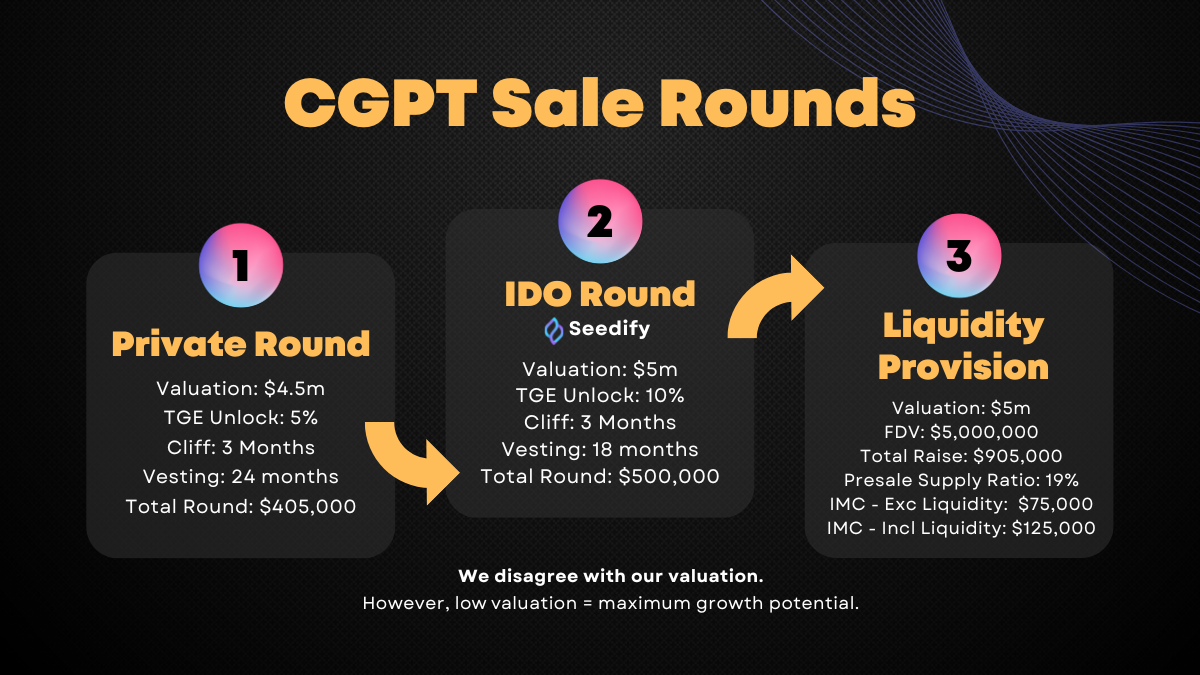 CGPT Sale Rounds
1
Private Round
Valuation: $4.5m
TGE Unlock: 5%
Cliff: 3 Months
Vesting: 24 months
Total Round: $405,000
2
IDO Round
Seedify
Valuation: $5m
TGE Unlock: 10%
Cliff: 3 Months
Vesting: 18 months
Total Round: $500,000
3
Liquidity
Provision
Valuation: $5m
FDV: $5,000,000
Total Raise: $905,000
Presale Supply Ratio: 19%
IMC - Exc Liquidity: $75,000
IMC - Incl Liquidity: $125,000
We disagree with our valuation.
However, low valuation = maximum growth potential.